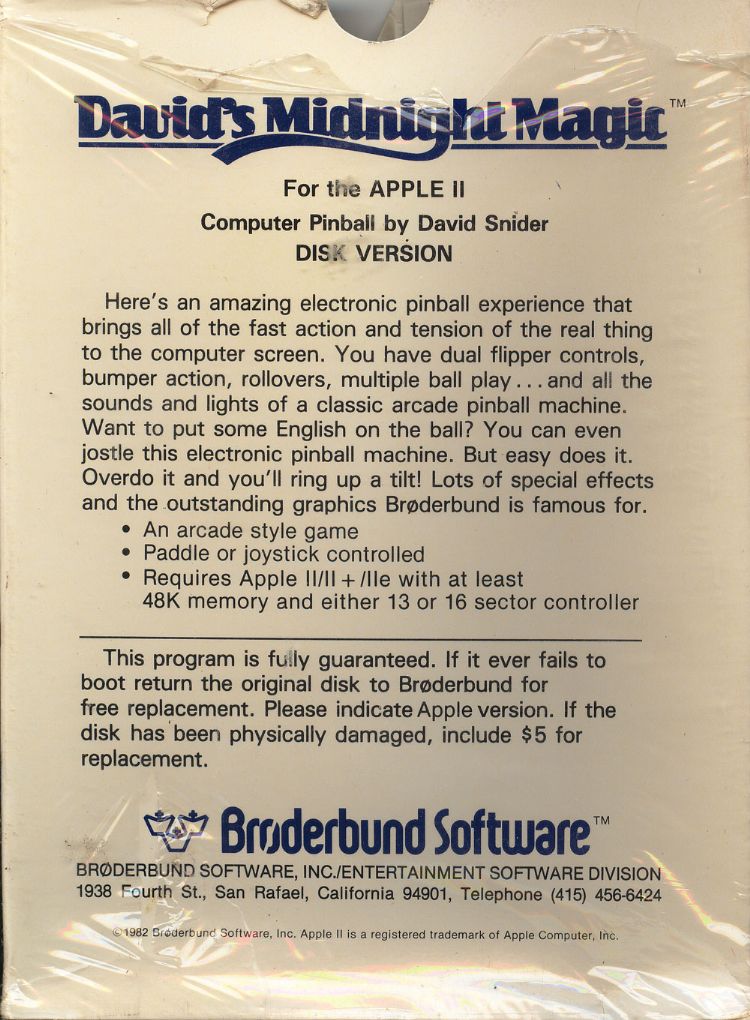 David's Midnight Magic™
For the APPLE II
Computer Pinball by David Snider
DISK VERSION
Here's an amazing electronic pinball experience that
brings all of the fast action and tension of the real thing
to the computer screen. You have dual flipper controls,
bumper action, rollovers, multiple ball play...and all the
sounds and lights of a classic arcade pinball machine.
Want to put some English on the ball? You can even
jostle this electronic pinball machine. But easy does it.
Overdo it and you'll ring up a tilt! Lots of special effects
and the outstanding graphics Brøderbund is famous for.
• An arcade style game
• Paddle or joystick controlled
• Requires Apple II/II+/IIe with at least
48K memory and either 13 or 16 sector controller
This program is fully guaranteed. If it ever fails to
boot return the original disk to Brøderbund for
free replacement. Please indicate Apple version. If the
disk has been physically damaged, include $5 for
replacement.
Brøderbund Software™
BRØDERBUND SOFTWARE, INC./ENTERTAINMENT SOFTWARE DIVISION
1938 Fourth St., San Rafael, California 94901, Telephone (415) 456-6424
©1982 Brøderbund Software, Inc. Apple II is a registered trademark of Apple Computer, Inc.